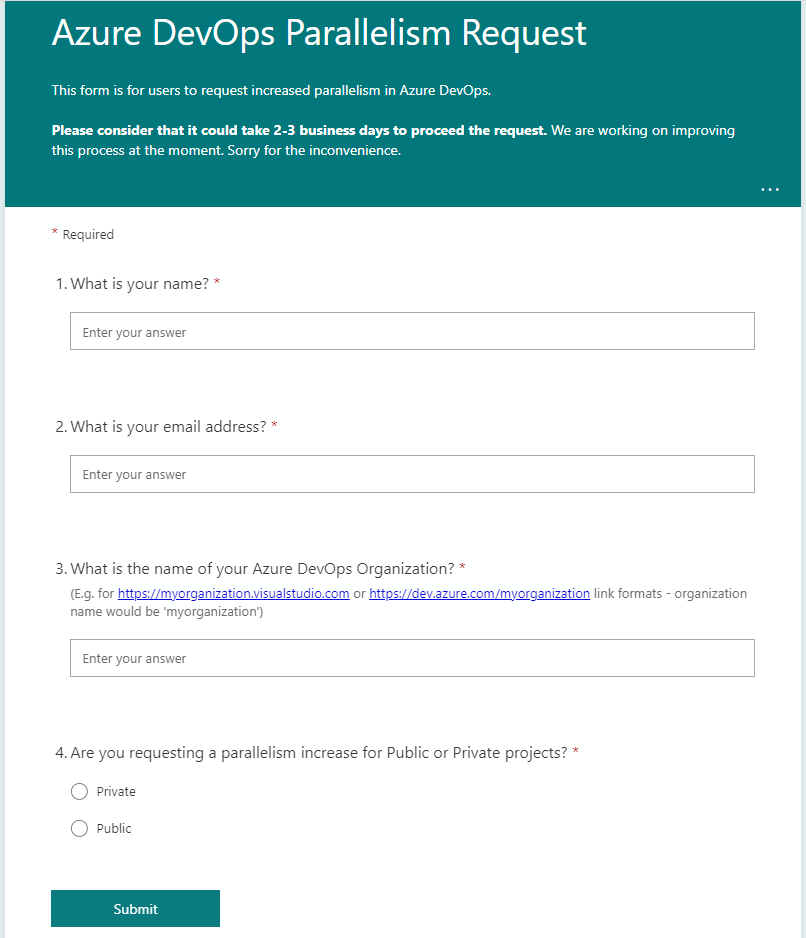 Azure DevOps Parallelism Request
This form is for users to request increased parallelism in Azure DevOps.
Please consider that it could take 2-3 business days to proceed the request. We are working on improving
this process at the moment. Sorry for the inconvenience.
...
* Required
1. What is your name? *
Enter your answer
2. What is your email address? *
Enter your answer
3. What is the name of your Azure DevOps Organization? *
(E.g. for https://myorganization.visualstudio.com or https://dev.azure.com/myorganization link formats - organization
name would be 'myorganization')
Enter your answer
4. Are you requesting a parallelism increase for Public or Private projects? *
Private
Public
Submit